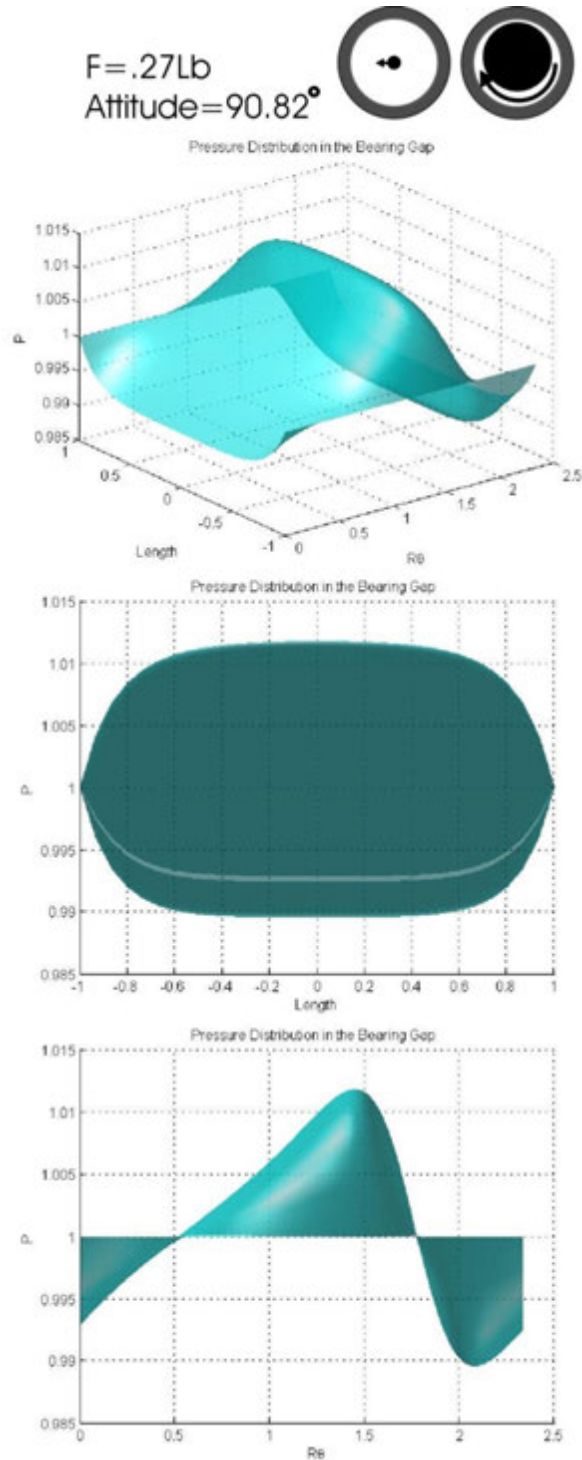 F=.27Lb
Attitude=90.82°
Pressure Distribution in the Bearing Gap
1.015
1.01
1.005
1
0.995
0.99
0.985
P
1
0.5
0
-0.5
-1
Length
0
0.5
1
1.5
2
2.5
Rθ
Pressure Distribution in the Bearing Gap
1.015
1.01
1.005
1
0.995
0.99
0.985
P
-1 -0.8 -0.6 -0.4 -0.2 0 0.2 0.4 0.6 0.8 1
Length
Pressure Distribution in the Bearing Gap
1.015
1.01
1.005
1
0.995
0.99
0.985
P
0 0.5 1 1.5 2 2.5
Rθ